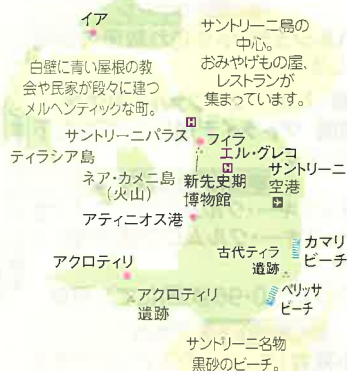 イア
サントリーニ島の
中心。
おみやげもの屋、
レストランが
集まっています。
白壁に青い屋根の教
会や民家が段々に建つ
メルヘンティックな町。
H
サントリーニパラス
フィラ
エル・グレコ
H
ティラシア島
サントリーニ
空港
ネア・カメニ島
（火山）
新先史期
博物館
アティニオス港
カマリ
ビーチ
古代ティラ
遺跡
アクロティリ
ペリッサ
ビーチ
アクロティリ
遺跡
サントリーニ名物
黒砂のビーチ。